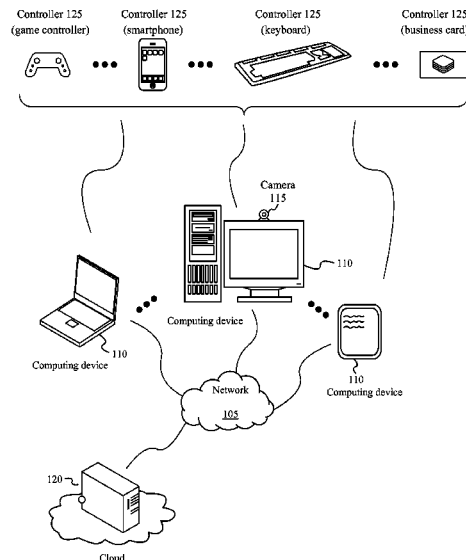 Controller 125
(game controller)
Controller 125
(smartphone)
Controller 125
(keyboard)
Controller 125
(business card)
Camera
115
110
Computing device
110
Computing device
110
Computing device
Network
105
120
Cloud